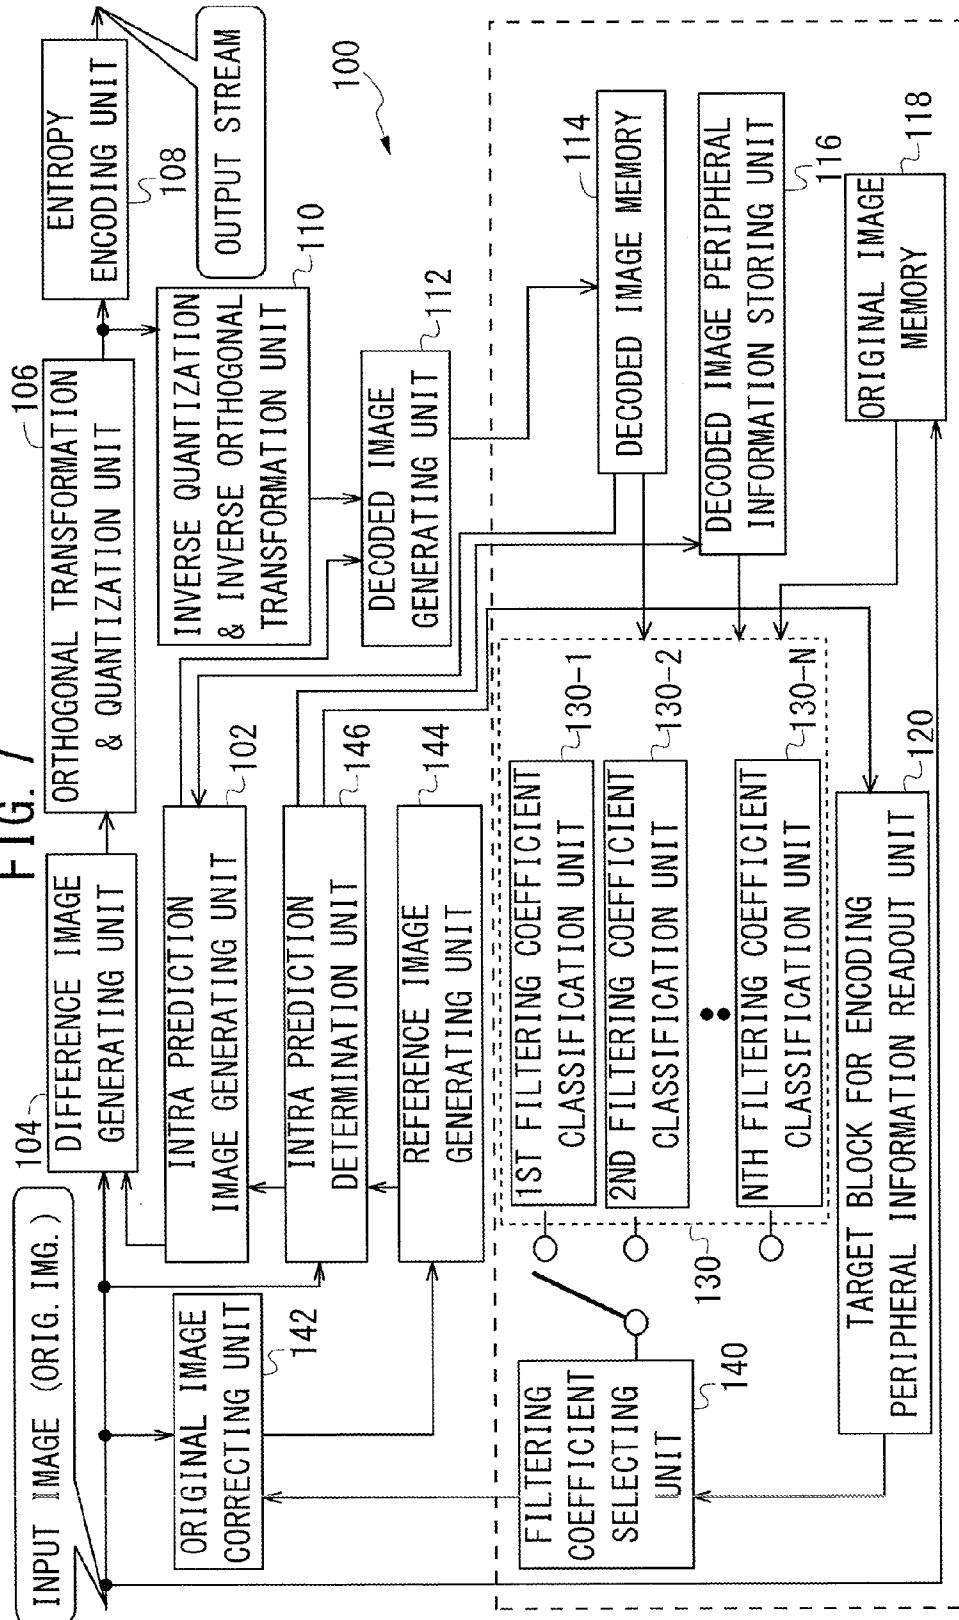 FIG. 7
INPUT IMAGE (ORIG. IMG.)
104
DIFFERENCE IMAGE
GENERATING UNIT
106
ORTHOGONAL TRANSFORMATION
& QUANTIZATION UNIT
ENTROPY
ENCODING UNIT
108
OUTPUT STREAM
100
INVERSE QUANTIZATION
& INVERSE ORTHOGONAL
TRANSFORMATION UNIT
110
DECODED IMAGE
GENERATING UNIT
112
INTRA PREDICTION
IMAGE GENERATING UNIT
102
INTRA PREDICTION
DETERMINATION UNIT
146
REFERENCE IMAGE
GENERATING UNIT
144
ORIGINAL IMAGE
CORRECTING UNIT
142
DECODED IMAGE MEMORY
114
DECODED IMAGE PERIPHERAL
INFORMATION STORING UNIT
116
ORIGINAL IMAGE
MEMORY
118
1ST FILTERING COEFFICIENT
CLASSIFICATION UNIT
130-1
2ND FILTERING COEFFICIENT
CLASSIFICATION UNIT
130-2
NTH FILTERING COEFFICIENT
CLASSIFICATION UNIT
130-N
130
FILTERING
COEFFICIENT
SELECTING
UNIT
140
TARGET BLOCK FOR ENCODING
PERIPHERAL INFORMATION READOUT UNIT
120